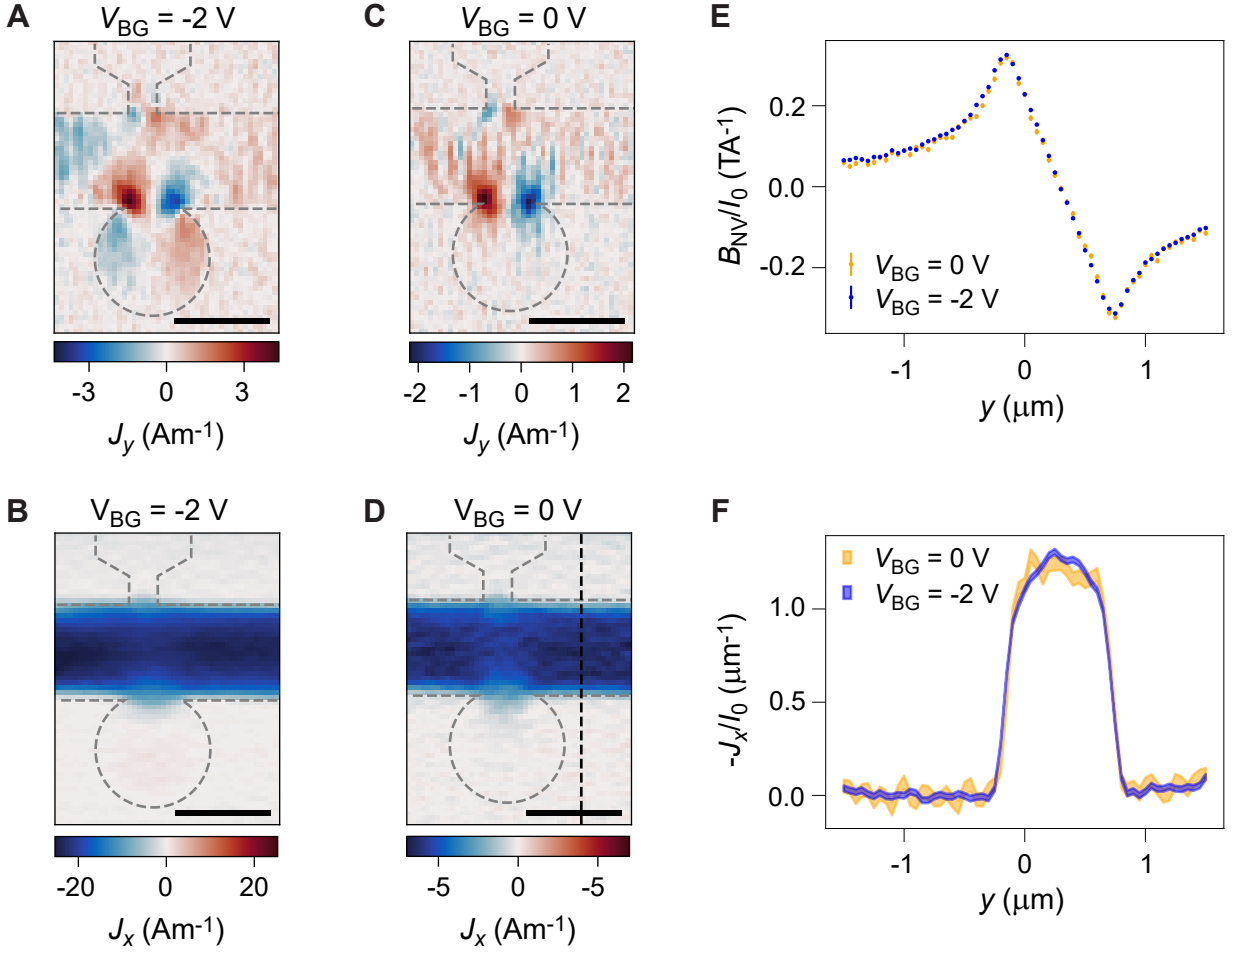 A
V_BG = -2 V
-3 0 3
J_y (Am⁻¹)
C
V_BG = 0 V
-2 -1 0 1 2
J_y (Am⁻¹)
E
0.2
0.0
-0.2
B_NV/I_0 (TA⁻¹)
V_BG = 0 V
V_BG = -2 V
-1 0 1
y (μm)
B
V_BG = -2 V
-20 0 20
J_x (Am⁻¹)
D
V_BG = 0 V
-5 0 -5
J_x (Am⁻¹)
F
1.0
0.5
0.0
-J_x/I_0 (μm⁻¹)
V_BG = 0 V
V_BG = -2 V
-1 0 1
y (μm)